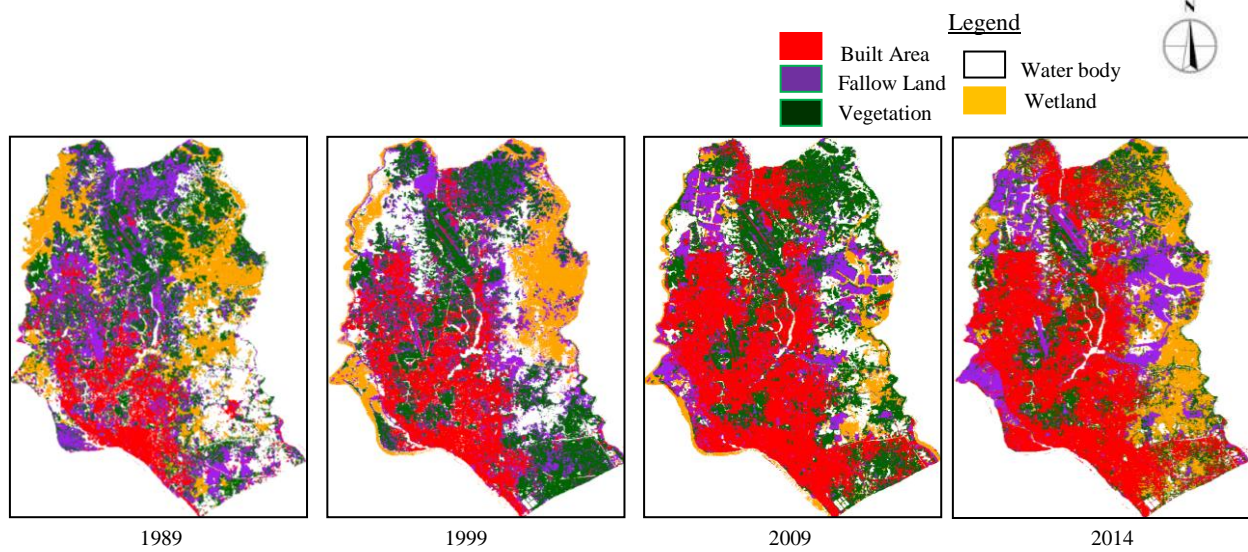 N
Legend
Built Area
Fallow Land
Vegetation
Water body
Wetland
1989
1999
2009
2014